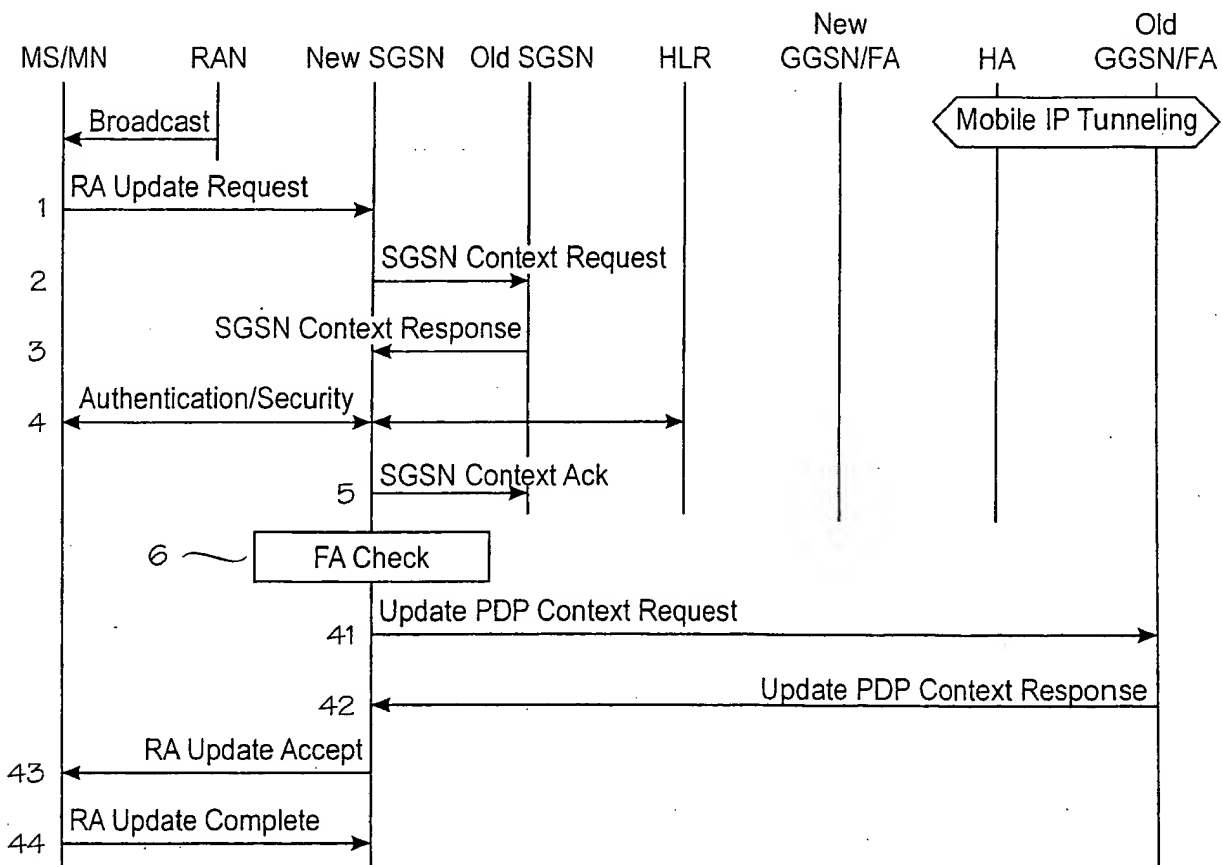 MS/MN RAN New SGSN Old SGSN HLR New GGSN/FA HA Old GGSN/FA
Broadcast
Mobile IP Tunneling
RA Update Request
1
SGSN Context Request
2
SGSN Context Response
3
Authentication/Security
4
SGSN Context Ack
5
6 FA Check
Update PDP Context Request
41
Update PDP Context Response
42
RA Update Accept
43
RA Update Complete
44